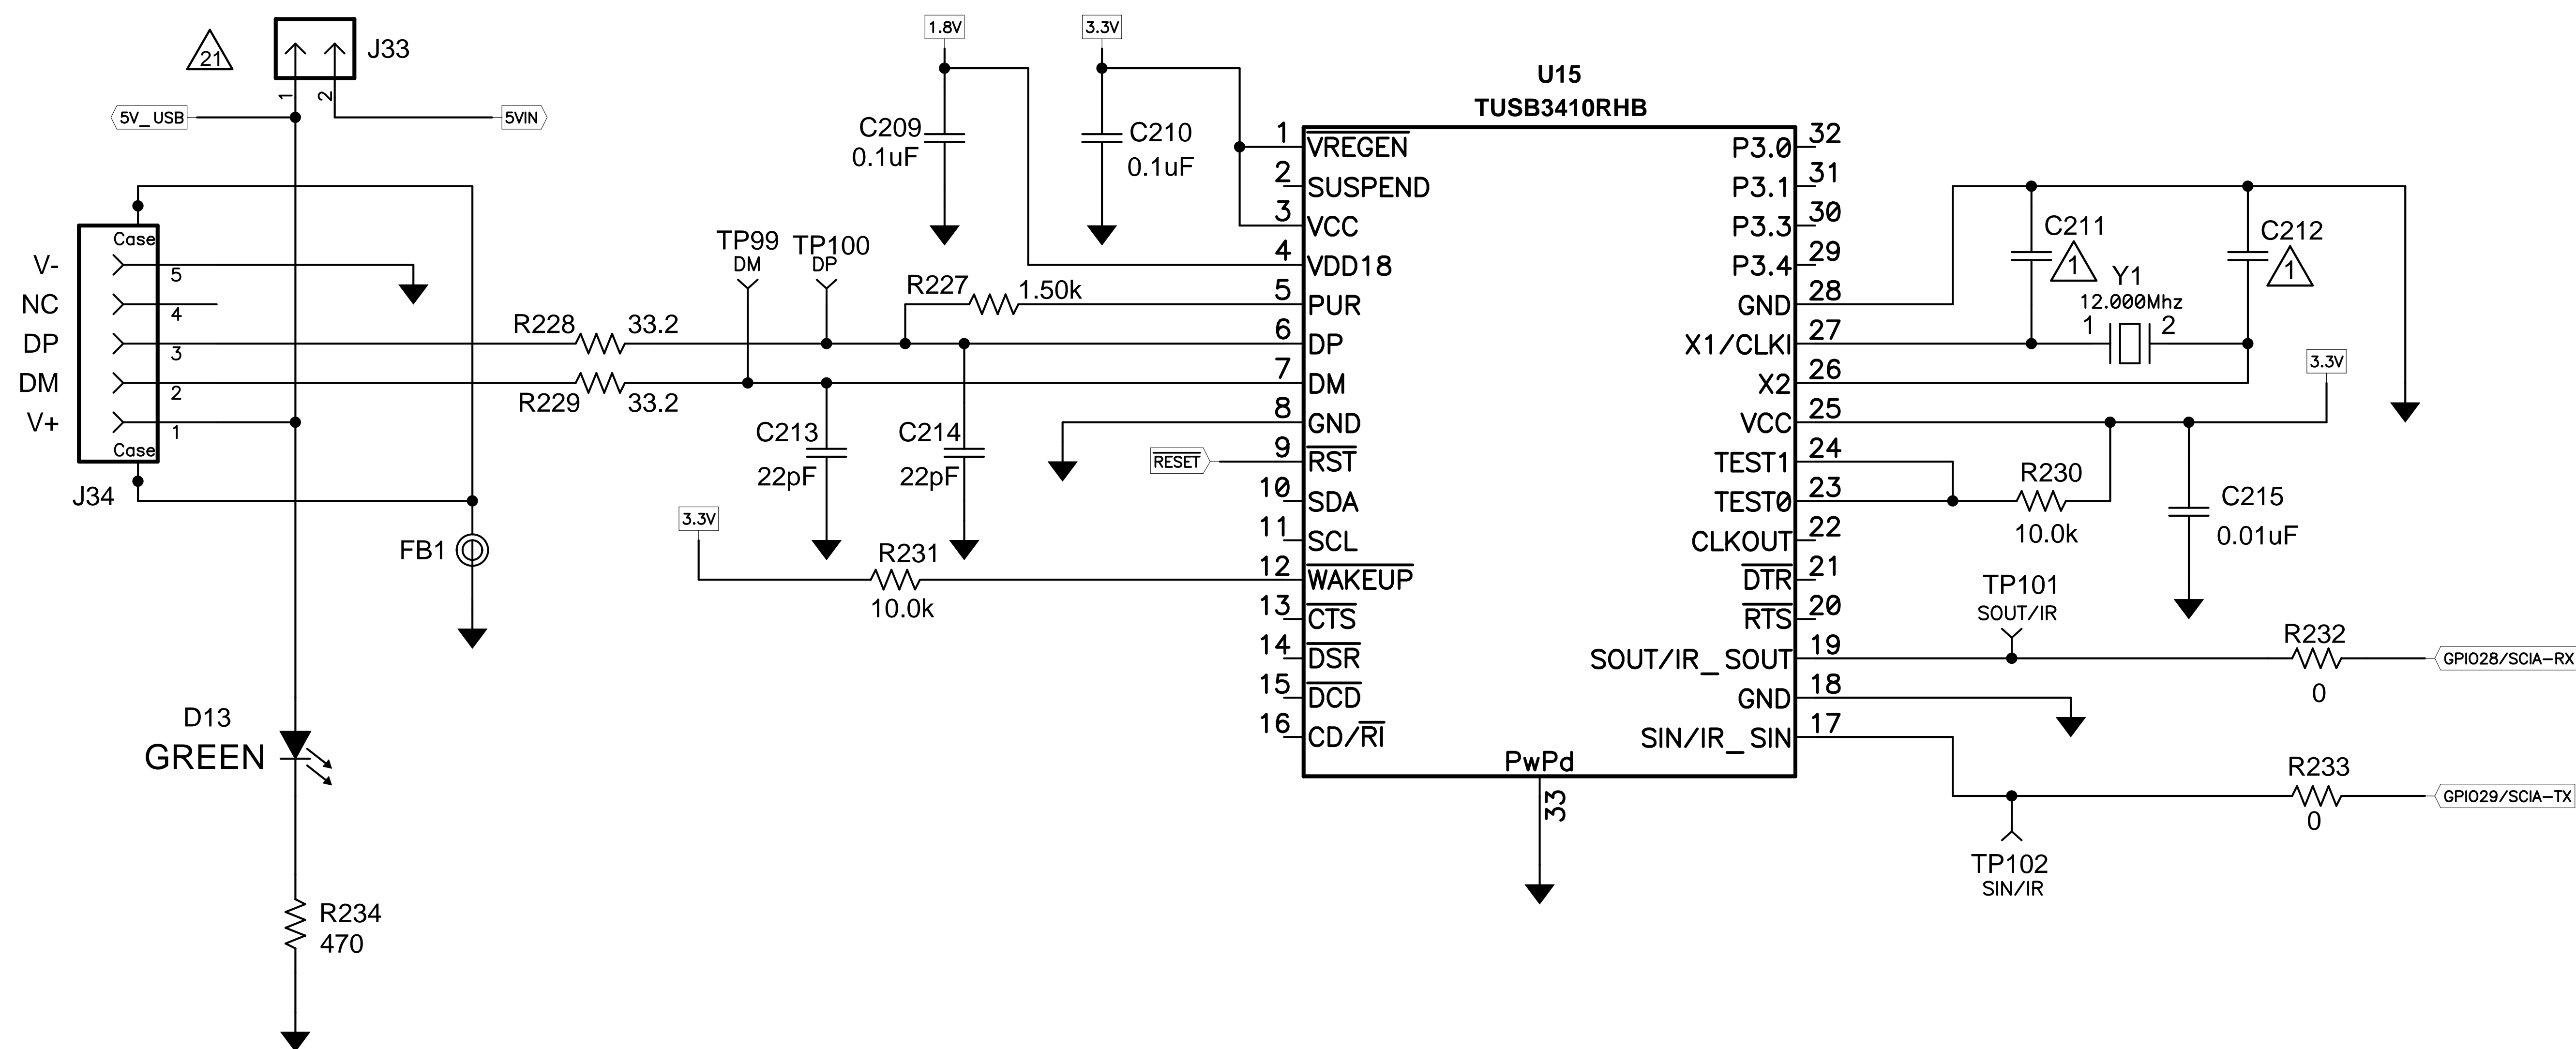 J33
21
1
2
5V_USB
5VIN
Case
V-
5
NC
4
DP
3
DM
2
V+
1
Case
J34
FB1
D13
GREEN
R234
470
R228
33.2
R229
33.2
TP99
DM
TP100
DP
R227
1.50k
C213
22pF
C214
22pF
3.3V
R231
10.0k
1.8V
C209
0.1uF
3.3V
C210
0.1uF
RESET
U15
TUSB3410RHB
1 VREGEN
2 SUSPEND
3 VCC
4 VDD18
5 PUR
6 DP
7 DM
8 GND
9 RST
10 SDA
11 SCL
12 WAKEUP
13 CTS
14 DSR
15 DCD
16 CD/RI
P3.0 32
P3.1 31
P3.3 30
P3.4 29
GND 28
X1/CLKI 27
X2 26
VCC 25
TEST1 24
TEST0 23
CLKOUT 22
DTR 21
RTS 20
SOUT/IR_SOUT 19
GND 18
SIN/IR_SIN 17
PwPd
33
C211
1
C212
1
Y1
12.000Mhz
1
2
3.3V
R230
10.0k
C215
0.01uF
TP101
SOUT/IR
R232
0
GPIO28/SCIA-RX
R233
0
GPIO29/SCIA-TX
TP102
SIN/IR